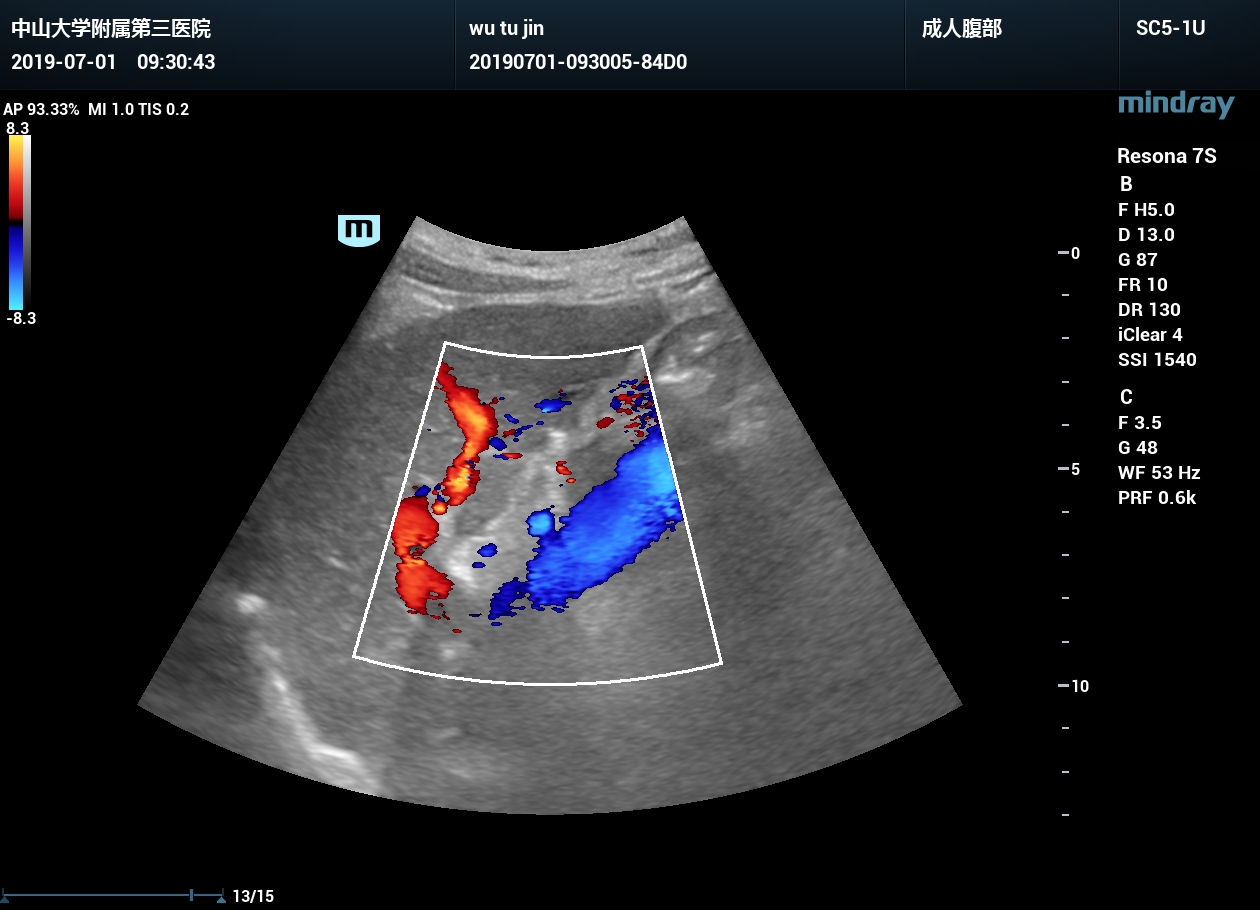 中山大学附属第三医院
2019-07-01 09:30:43
wu tu jin
20190701-093005-84D0
成人腹部
SC5-1U
AP 93.33% MI 1.0 TIS 0.2
8.3
-8.3
m
mindray
Resona 7S
B
F H5.0
D 13.0
G 87
FR 10
DR 130
iClear 4
SSI 1540
C
F 3.5
G 48
WF 53 Hz
PRF 0.6k
0
5
10
13/15